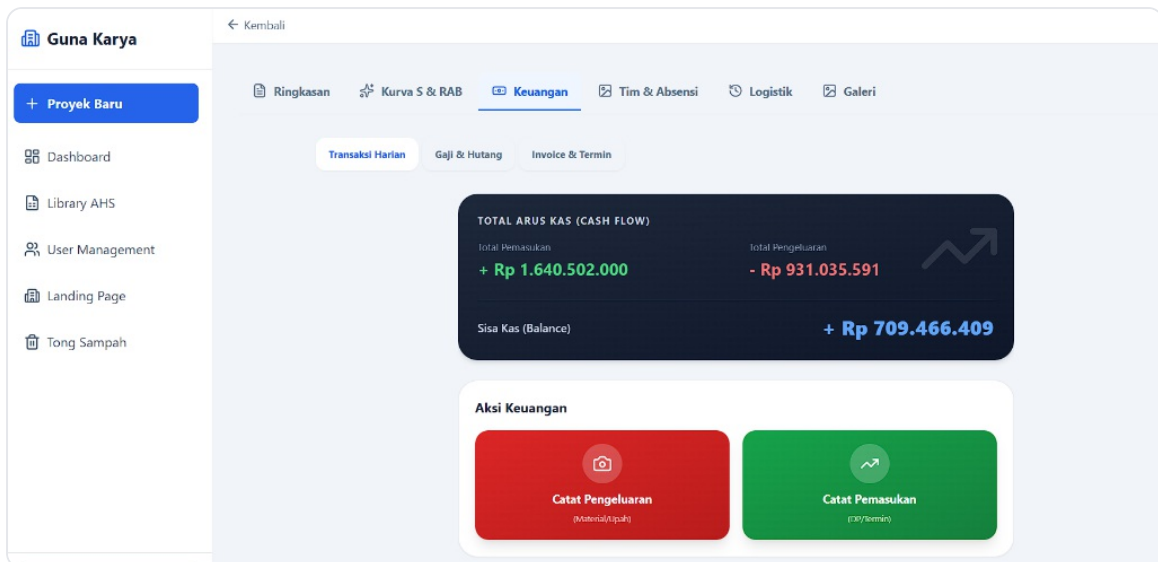 Guna Karya
Kembali
+ Proyek Baru
Dashboard
Library AHS
User Management
Landing Page
Tong Sampah
Ringkasan
Kurva S & RAB
Keuangan
Tim & Absensi
Logistik
Galeri
Transaksi Harian
Gaji & Hutang
Invoice & Termin
TOTAL ARUS KAS (CASH FLOW)
Total Pemasukan
+ Rp 1.640.502.000
Total Pengeluaran
- Rp 931.035.591
Sisa Kas (Balance)
+ Rp 709.466.409
Aksi Keuangan
Catat Pengeluaran
(Material/Upah)
Catat Pemasukan
(DP/Termin)